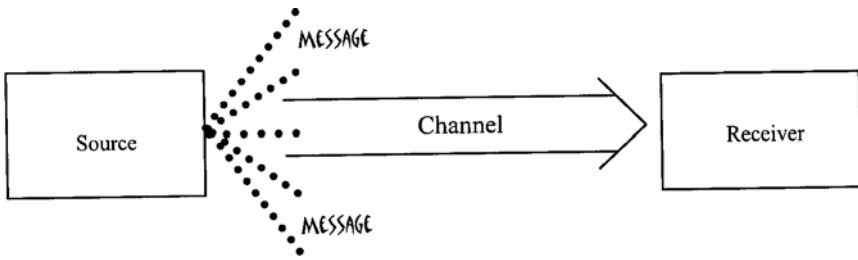 MESSAGE
Source
Channel
Receiver
MESSAGE